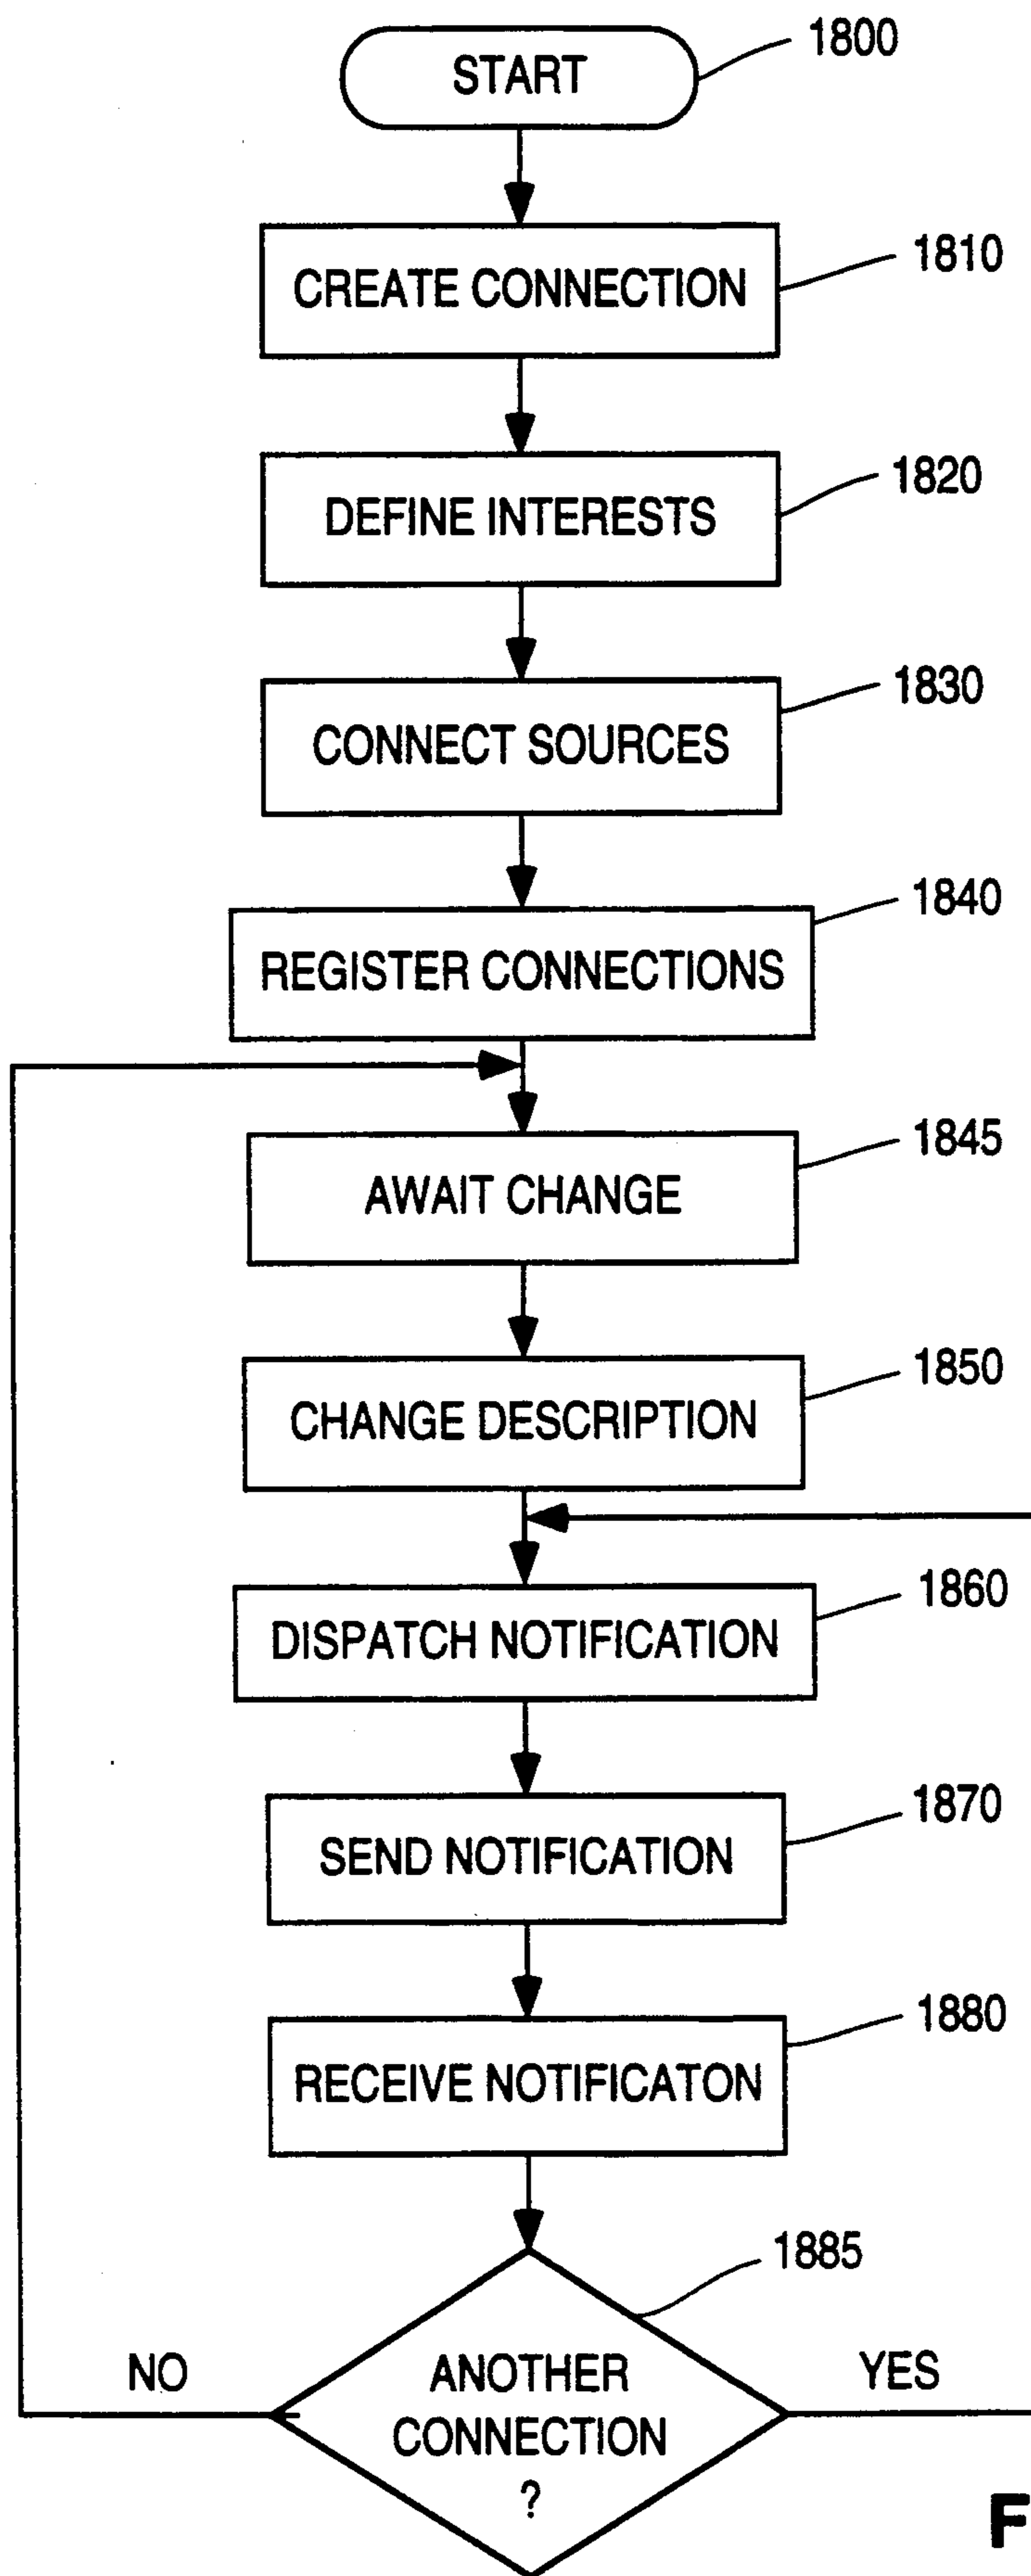 START
1800
CREATE CONNECTION
1810
DEFINE INTERESTS
1820
CONNECT SOURCES
1830
REGISTER CONNECTIONS
1840
AWAIT CHANGE
1845
CHANGE DESCRIPTION
1850
DISPATCH NOTIFICATION
1860
SEND NOTIFICATION
1870
RECEIVE NOTIFICATON
1880
1885
NO
ANOTHER
CONNECTION
?
YES
F